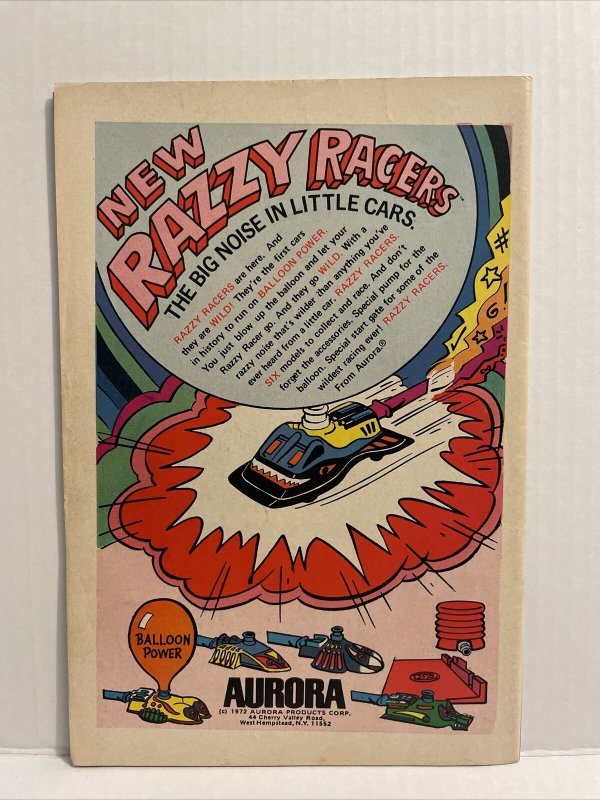 NEW
RAZZY RACERS™
THE BIG NOISE IN LITTLE CARS.
RAZZY RACERS are here. And
they are WILD! They're the first cars
in history to run on BALLOON POWER.
You just blow up the balloon and let your
Razzy Racer go. And they go WILD. With a
razzy noise that's wilder than anything you've
ever heard from a little car. RAZZY RACERS.
SIX models to collect and race. And don't
forget the accessories. Special pump for the
balloon. Special start gate for some of the
wildest racing ever! RAZZY RACERS.
From Aurora.®
BALLOON
POWER
AURORA
(c) 1972 AURORA PRODUCTS CORP.
44 Cherry Valley Road,
West Hempstead, N.Y. 11552